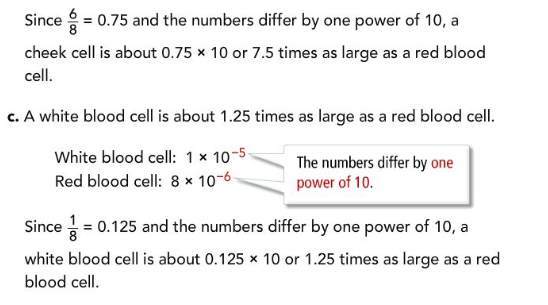 Since 6/8 = 0.75 and the numbers differ by one power of 10, a
cheek cell is about 0.75 × 10 or 7.5 times as large as a red blood
cell.
c. A white blood cell is about 1.25 times as large as a red blood cell.
White blood cell: 1 × 10⁻⁵
Red blood cell: 8 × 10⁻⁶
The numbers differ by one
power of 10.
Since 1/8 = 0.125 and the numbers differ by one power of 10, a
white blood cell is about 0.125 × 10 or 1.25 times as large as a red
blood cell.